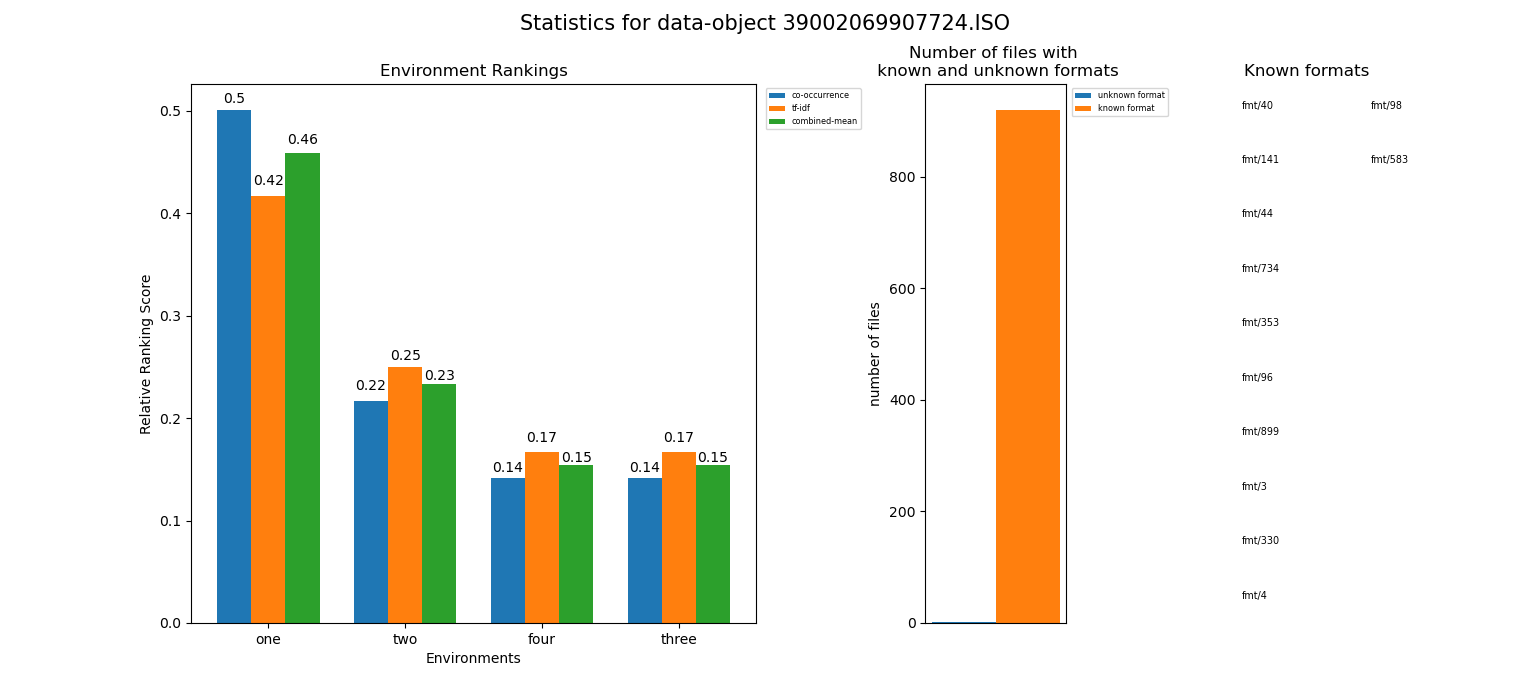 Statistics for data-object 39002069907724.ISO
Environment Rankings
0.5
0.4
0.3
0.2
0.1
0.0
Relative Ranking Score
0.5
0.42
0.46
0.22
0.25
0.23
0.14
0.17
0.15
0.14
0.17
0.15
one
two
four
three
Environments
co-occurrence
tf-idf
combined-mean
Number of files with
known and unknown formats
800
600
400
200
0
number of files
unknown format
known format
Known formats
fmt/40 fmt/98
fmt/141 fmt/583
fmt/44
fmt/734
fmt/353
fmt/96
fmt/899
fmt/3
fmt/330
fmt/4